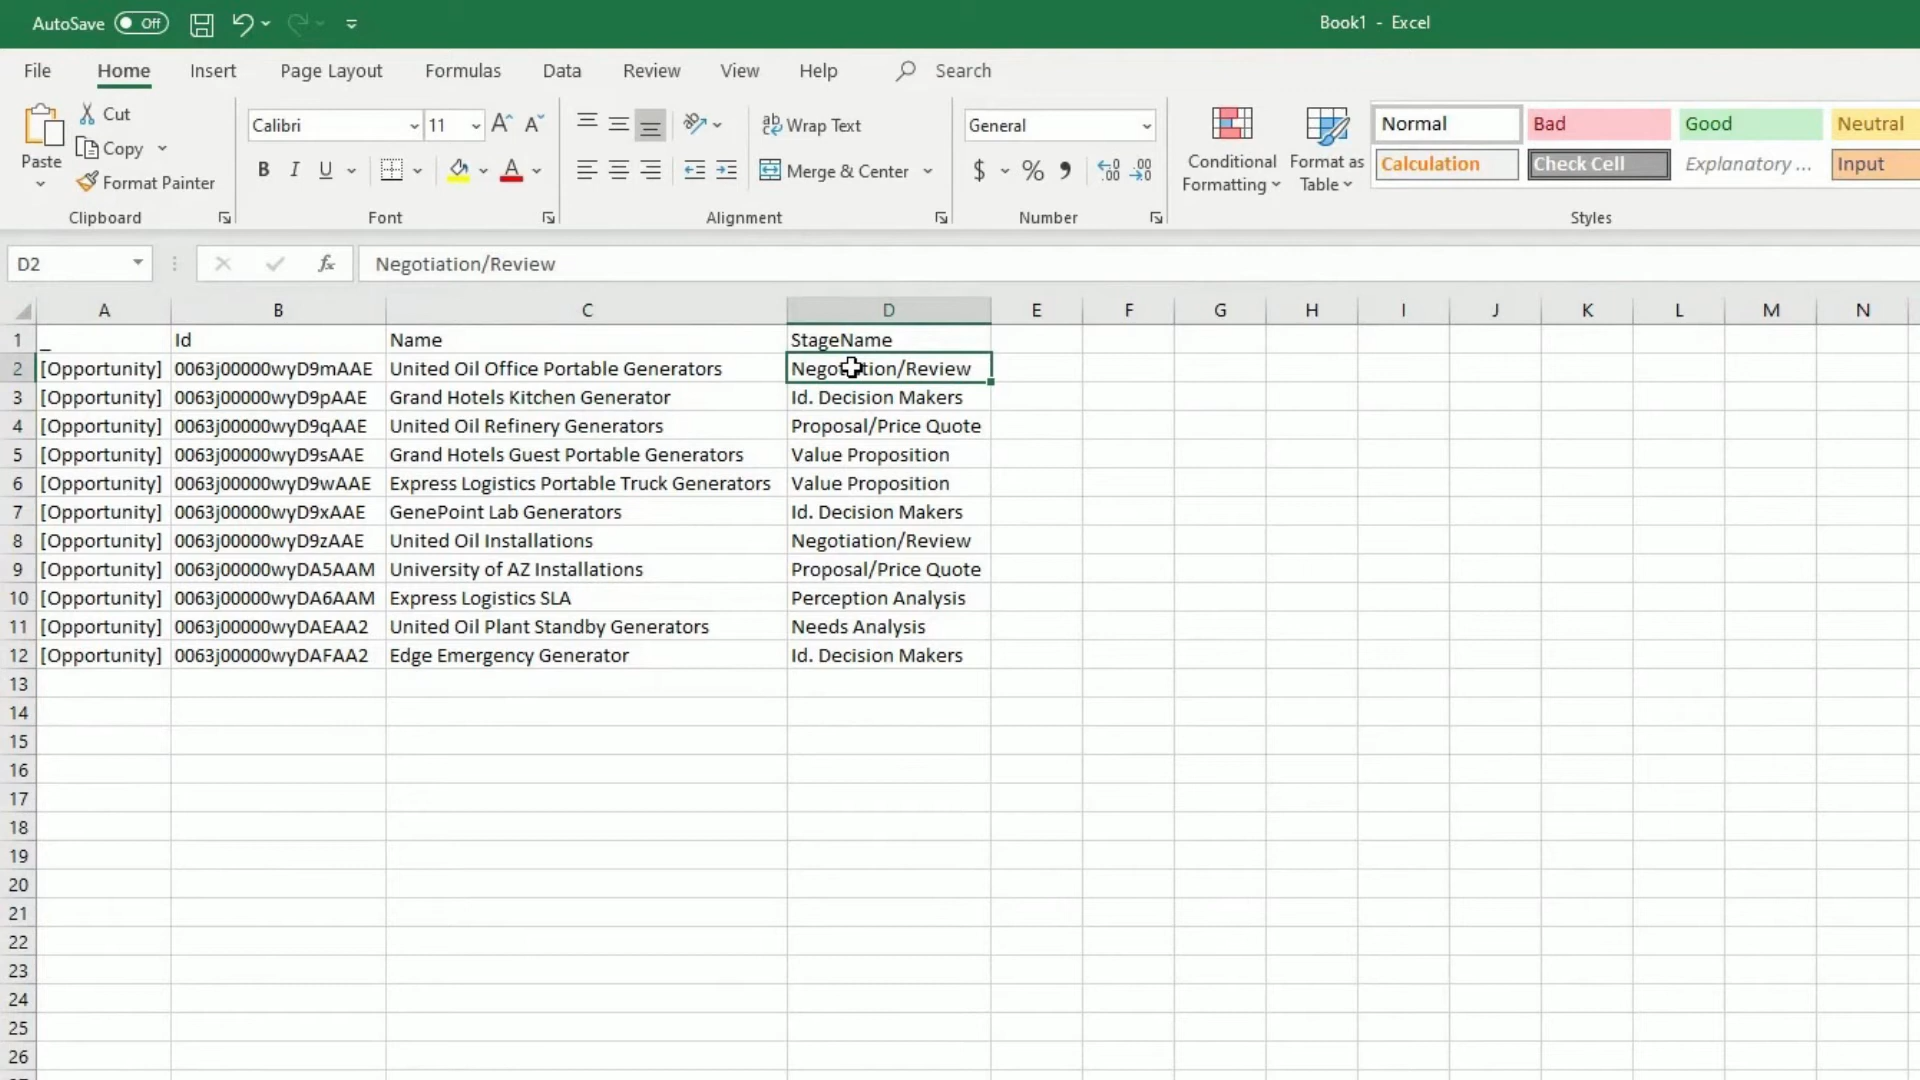 AutoSave Off Book1 - Excel
File Home Insert Page Layout Formulas Data Review View Help Search
Paste Cut Copy Format Painter Clipboard
Calibri 11 A^ Aˇ B I U A Font
ab Wrap Text Merge & Center Alignment
General $ % , .00 Number
Conditional Formatting Format as Table
Normal Bad Good Neutral
Calculation Check Cell Explanatory ... Input
Styles
D2 fx Negotiation/Review
A B C D E F G H I J K L M N
1 _ Id Name StageName
2 [Opportunity] 0063j00000wyD9mAAE United Oil Office Portable Generators Negotiation/Review
3 [Opportunity] 0063j00000wyD9pAAE Grand Hotels Kitchen Generator Id. Decision Makers
4 [Opportunity] 0063j00000wyD9qAAE United Oil Refinery Generators Proposal/Price Quote
5 [Opportunity] 0063j00000wyD9sAAE Grand Hotels Guest Portable Generators Value Proposition
6 [Opportunity] 0063j00000wyD9wAAE Express Logistics Portable Truck Generators Value Proposition
7 [Opportunity] 0063j00000wyD9xAAE GenePoint Lab Generators Id. Decision Makers
8 [Opportunity] 0063j00000wyD9zAAE United Oil Installations Negotiation/Review
9 [Opportunity] 0063j00000wyDA5AAM University of AZ Installations Proposal/Price Quote
10 [Opportunity] 0063j00000wyDA6AAM Express Logistics SLA Perception Analysis
11 [Opportunity] 0063j00000wyDAEAA2 United Oil Plant Standby Generators Needs Analysis
12 [Opportunity] 0063j00000wyDAFAA2 Edge Emergency Generator Id. Decision Makers
13
14
15
16
17
18
19
20
21
22
23
24
25
26